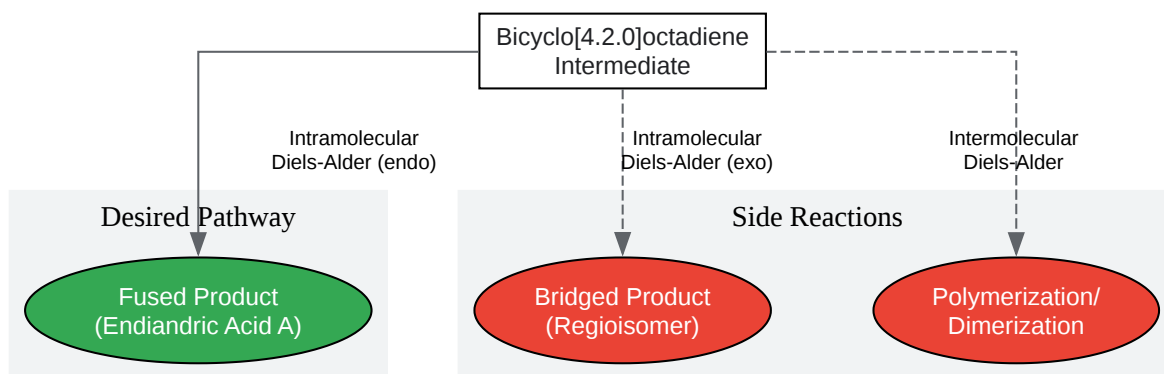 Bicyclo[4.2.0]octadiene
Intermediate
Intramolecular
Diels-Alder (endo)
Intramolecular
Diels-Alder (exo)
Intermolecular
Diels-Alder
Desired Pathway
Side Reactions
Fused Product
(Endiandric Acid A)
Bridged Product
(Regioisomer)
Polymerization/
Dimerization